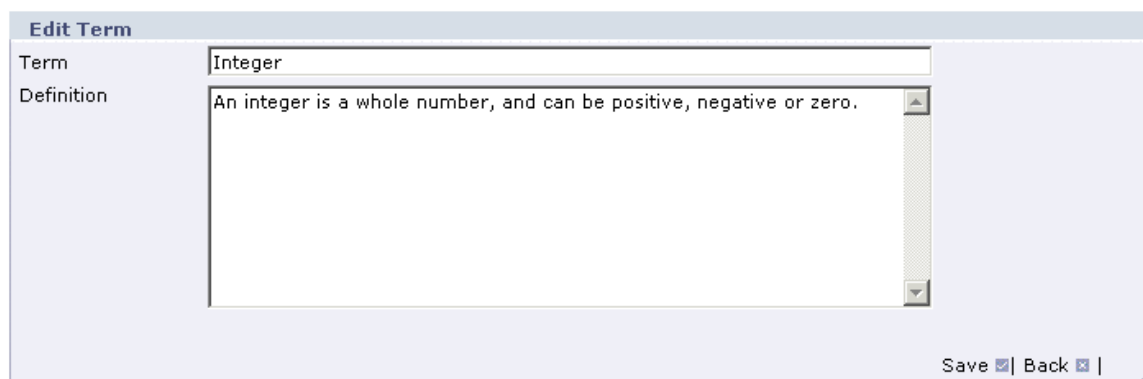 Edit Term
Term Integer
Definition An integer is a whole number, and can be positive, negative or zero.
Save | Back |